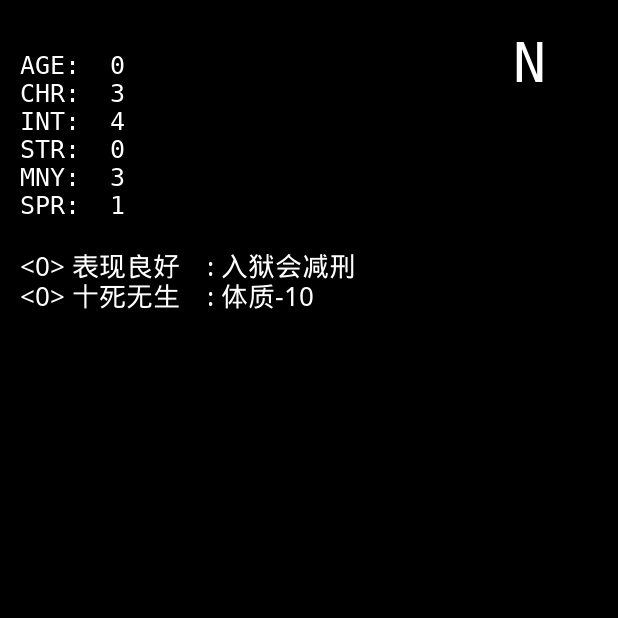 N
AGE: 0
CHR: 3
INT: 4
STR: 0
MNY: 3
SPR: 1
<0> 表现良好 : 入狱会减刑
<0> 十死无生 : 体质-10